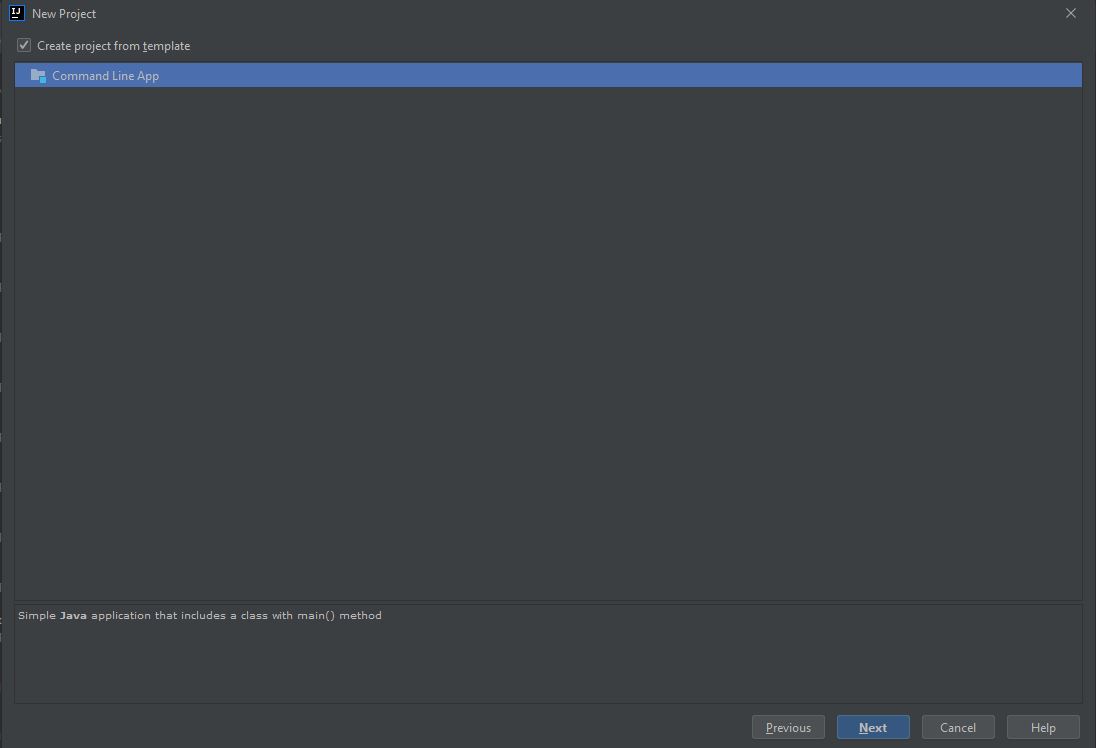 IJ New Project
Create project from template
Command Line App
Simple Java application that includes a class with main() method
Previous Next Cancel Help